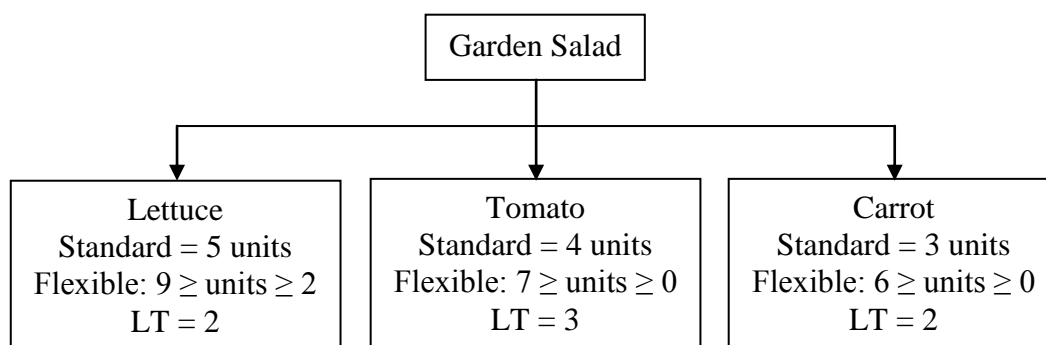 Garden Salad
Lettuce
Standard = 5 units
Flexible: 9 ≥ units ≥ 2
LT = 2
Tomato
Standard = 4 units
Flexible: 7 ≥ units ≥ 0
LT = 3
Carrot
Standard = 3 units
Flexible: 6 ≥ units ≥ 0
LT = 2